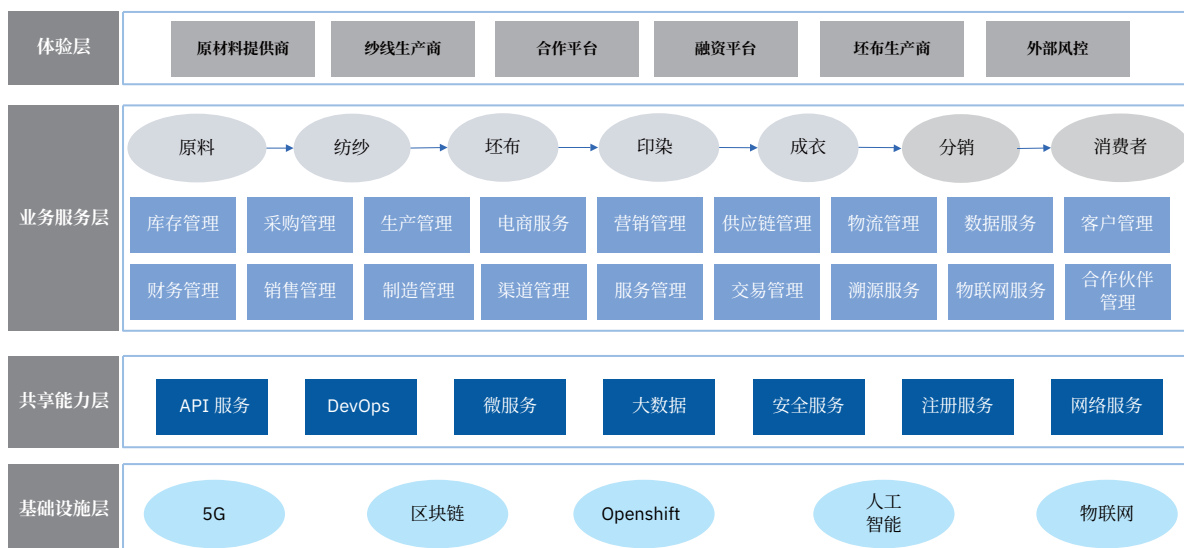 体验层
原材料提供商
纱线生产商
合作平台
融资平台
坯布生产商
外部风控
业务服务层
原料
纺纱
坯布
印染
成衣
分销
消费者
库存管理
采购管理
生产管理
电商服务
营销管理
供应链管理
物流管理
数据服务
客户管理
财务管理
销售管理
制造管理
渠道管理
服务管理
交易管理
溯源服务
物联网服务
合作伙伴
管理
共享能力层
API 服务
DevOps
微服务
大数据
安全服务
注册服务
网络服务
基础设施层
5G
区块链
Openshift
人工
智能
物联网